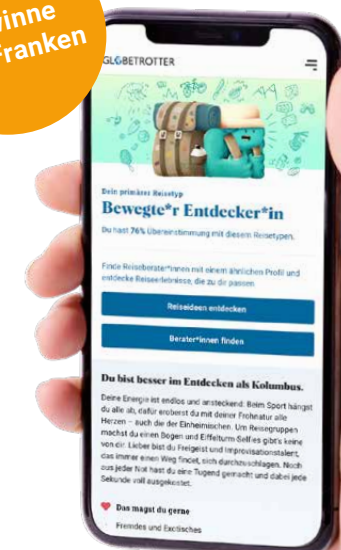 winne
Franken
GLOBETROTTER
Dein primärer Reisetyp
Bewegte*r Entdecker*in
Du hast 76% Übereinstimmung mit diesem Reisetypen.
Finde Reiseberater*innen mit einem ähnlichen Profil und
entdecke Reiseerlebnisse, die zu dir passen
Reiseideen entdecken
Berater*innen finden
Du bist besser im Entdecken als Kolumbus.
Deine Energie ist endlos und ansteckend. Beim Sport hängst
du alle ab, dafür eroberst du mit deiner Frohnatur alle
Herzen – auch die der Einheimischen. Um Reisegruppen
machst du einen Bogen und Eiffelturm-Selfies gibt's keine
von dir. Lieber bist du Freigeist und Improvisationstalent,
das immer einen Weg findet, sich durchzuschlagen. Noch
aus jeder Not hast du eine Tugend gemacht und dabei jede
Sekunde voll ausgekostet.
Das magst du gerne
Fremdes und Exotisches